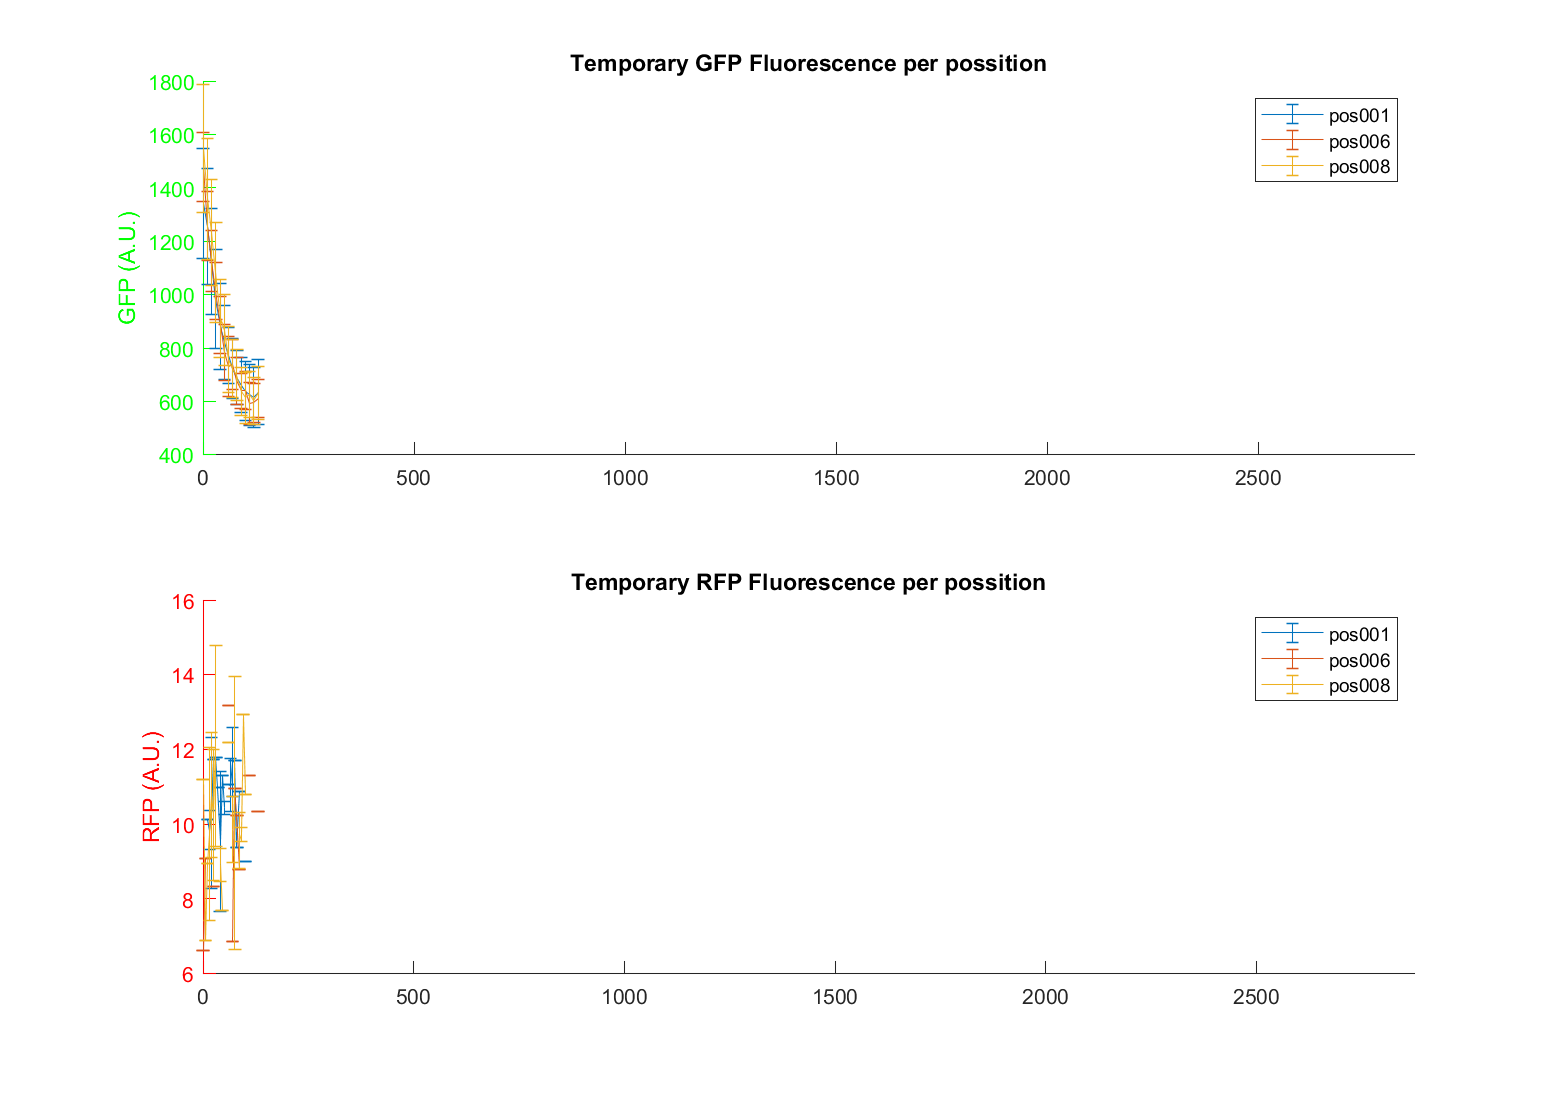 Temporary GFP Fluorescence per possition
1800
1600
1400
1200
1000
800
600
400
GFP (A.U.)
pos001
pos006
pos008
0 500 1000 1500 2000 2500
Temporary RFP Fluorescence per possition
16
14
12
10
8
6
RFP (A.U.)
pos001
pos006
pos008
0 500 1000 1500 2000 2500